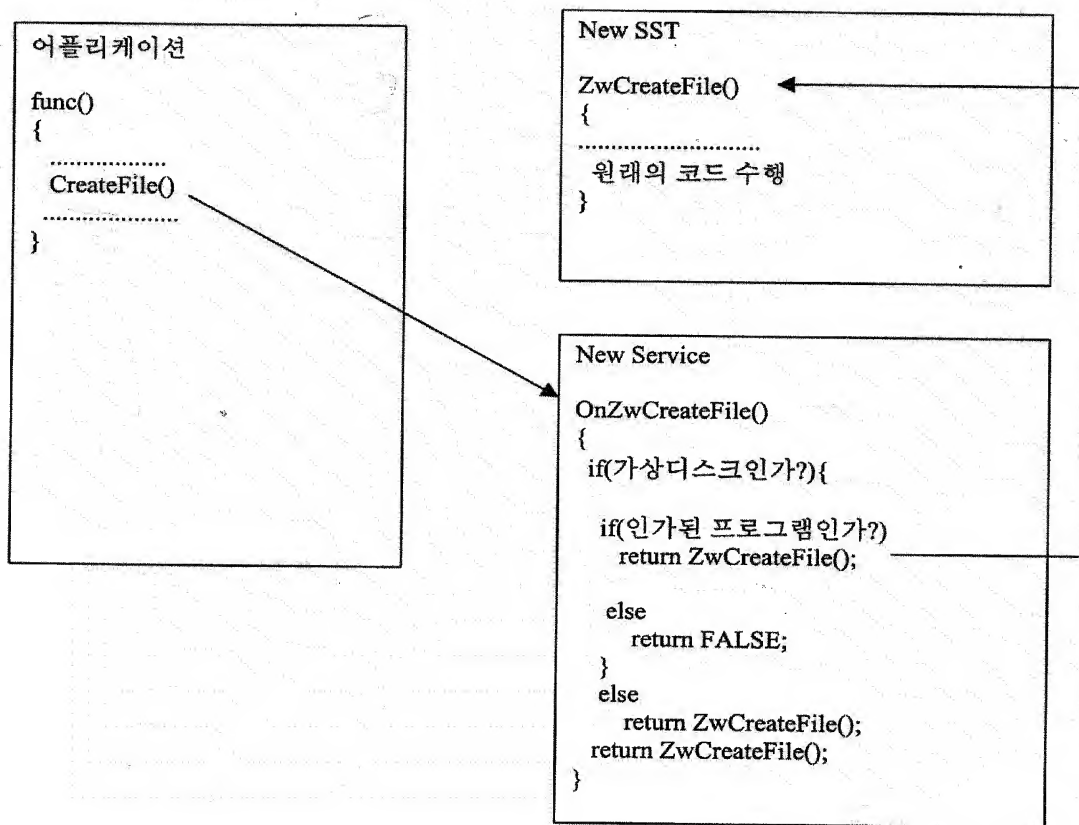 어플리케이션
func()
{
..................
CreateFile()
.....................
}
New SST
ZwCreateFile()
{
............................
원래의 코드 수행
}
New Service
OnZwCreateFile()
{
if(가상디스크인가?){
if(인가된 프로그램인가?)
return ZwCreateFile();
else
return FALSE;
}
else
return ZwCreateFile();
return ZwCreateFile();
}